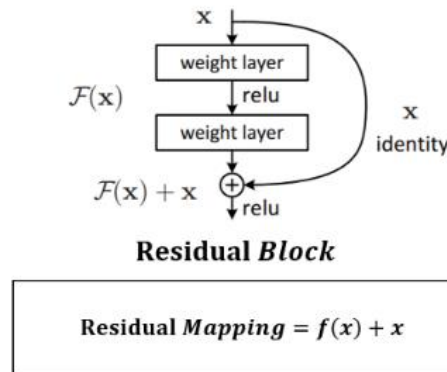 x
weight layer
F(x)
relu
x
weight layer
identity
F(x) + x
+
relu
Residual Block
Residual Mapping = f(x) + x